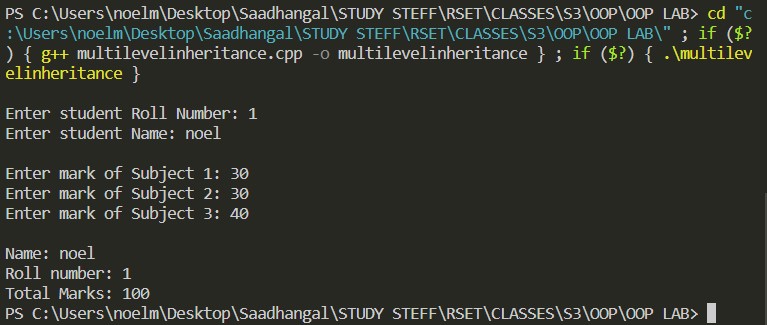 PS C:\Users\noelm\Desktop\Saadhangal\STUDY STEFF\RSET\CLASSES\S3\OOP\OOP LAB> cd "c
:\Users\noelm\Desktop\Saadhangal\STUDY STEFF\RSET\CLASSES\S3\OOP\OOP LAB\" ; if ($?
) { g++ multilevelinheritance.cpp -o multilevelinheritance } ; if ($?) { .\multilev
elinheritance }
Enter student Roll Number: 1
Enter student Name: noel
Enter mark of Subject 1: 30
Enter mark of Subject 2: 30
Enter mark of Subject 3: 40
Name: noel
Roll number: 1
Total Marks: 100
PS C:\Users\noelm\Desktop\Saadhangal\STUDY STEFF\RSET\CLASSES\S3\OOP\OOP LAB>